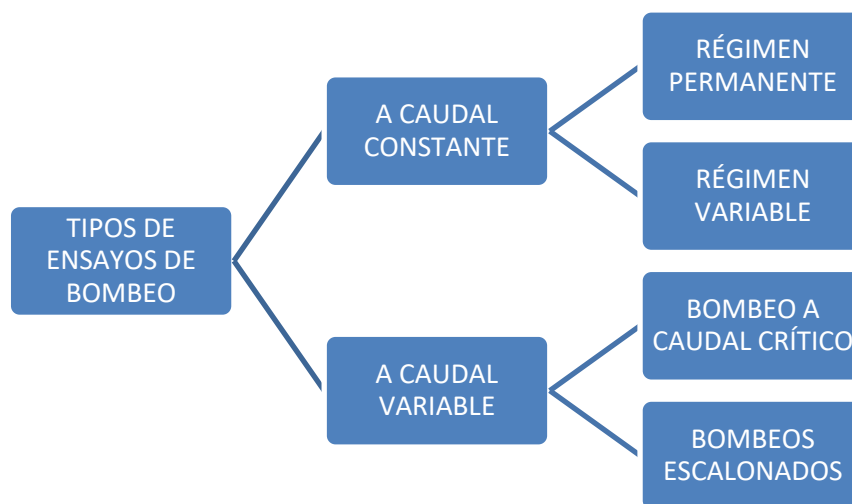 TIPOS DE
ENSAYOS DE
BOMBEO
A CAUDAL
CONSTANTE
RÉGIMEN
PERMANENTE
RÉGIMEN
VARIABLE
A CAUDAL
VARIABLE
BOMBEO A
CAUDAL CRÍTICO
BOMBEOS
ESCALONADOS